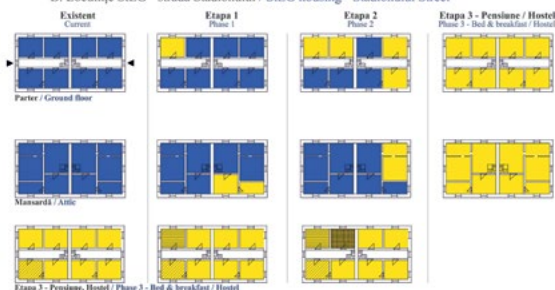 Existent
Current
Etapa 1
Phase 1
Etapa 2
Phase 2
Etapa 3 - Pensiune / Hostel
Phase 3 - Bed & breakfast / Hostel
Parter / Ground floor
Mansardă / Attic
Etapa 3 - Pensiune, Hostel / Phase 3 - Bed & breakfast / Hostel